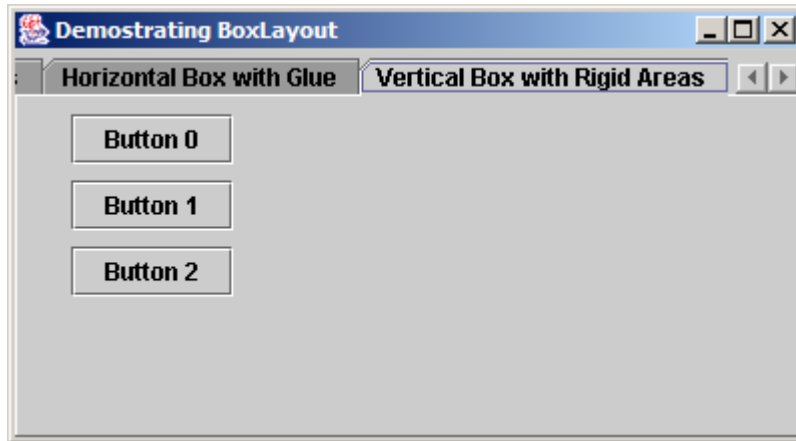 Demostrating BoxLayout
s Horizontal Box with Glue Vertical Box with Rigid Areas
Button 0
Button 1
Button 2